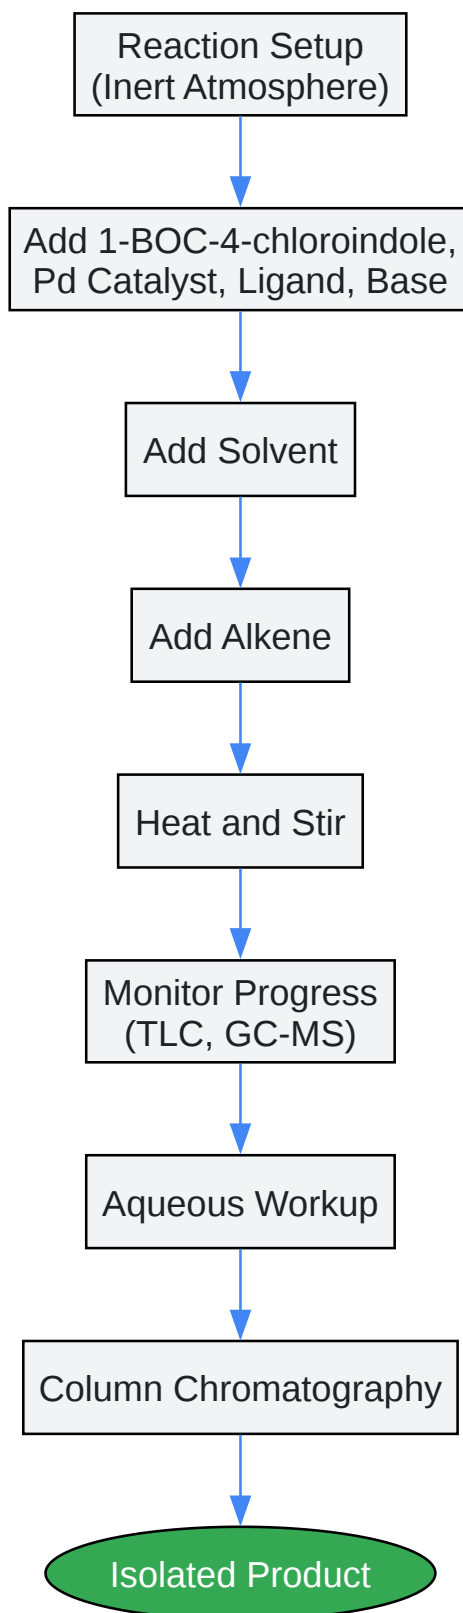 Reaction Setup
(Inert Atmosphere)
Add 1-BOC-4-chloroindole,
Pd Catalyst, Ligand, Base
Add Solvent
Add Alkene
Heat and Stir
Monitor Progress
(TLC, GC-MS)
Aqueous Workup
Column Chromatography
Isolated Product